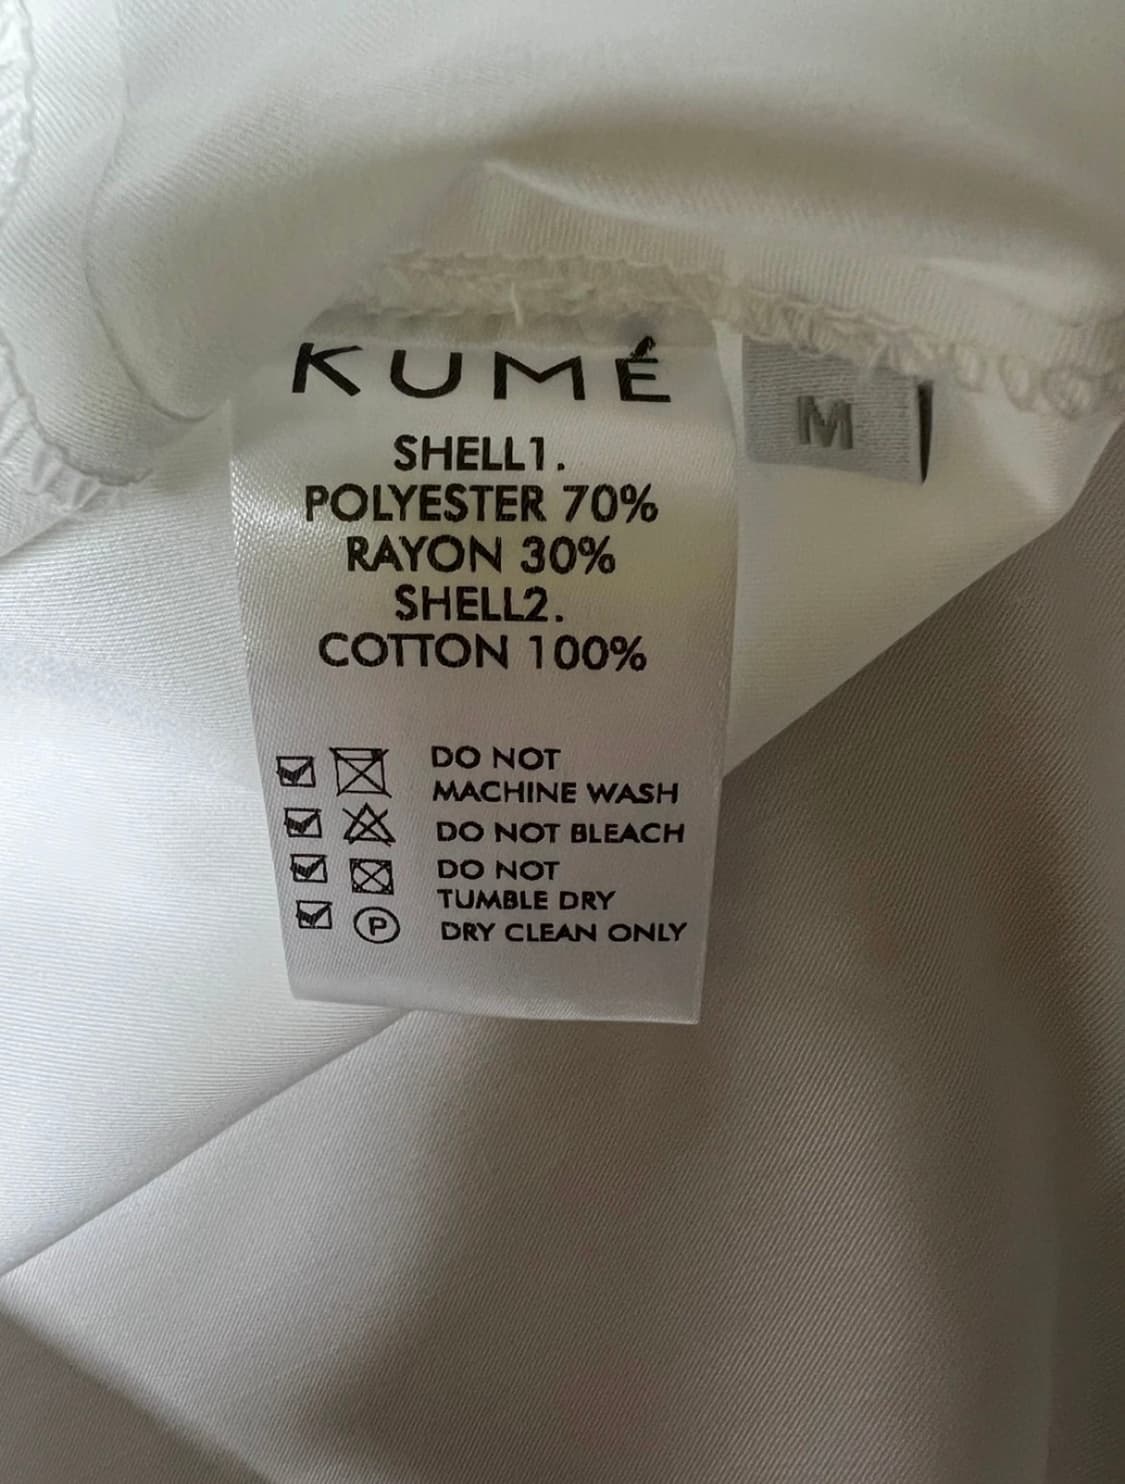 KUMÉ
M
SHELL1.
POLYESTER 70%
RAYON 30%
SHELL2.
COTTON 100%
DO NOT
MACHINE WASH
DO NOT BLEACH
DO NOT
TUMBLE DRY
P
DRY CLEAN ONLY